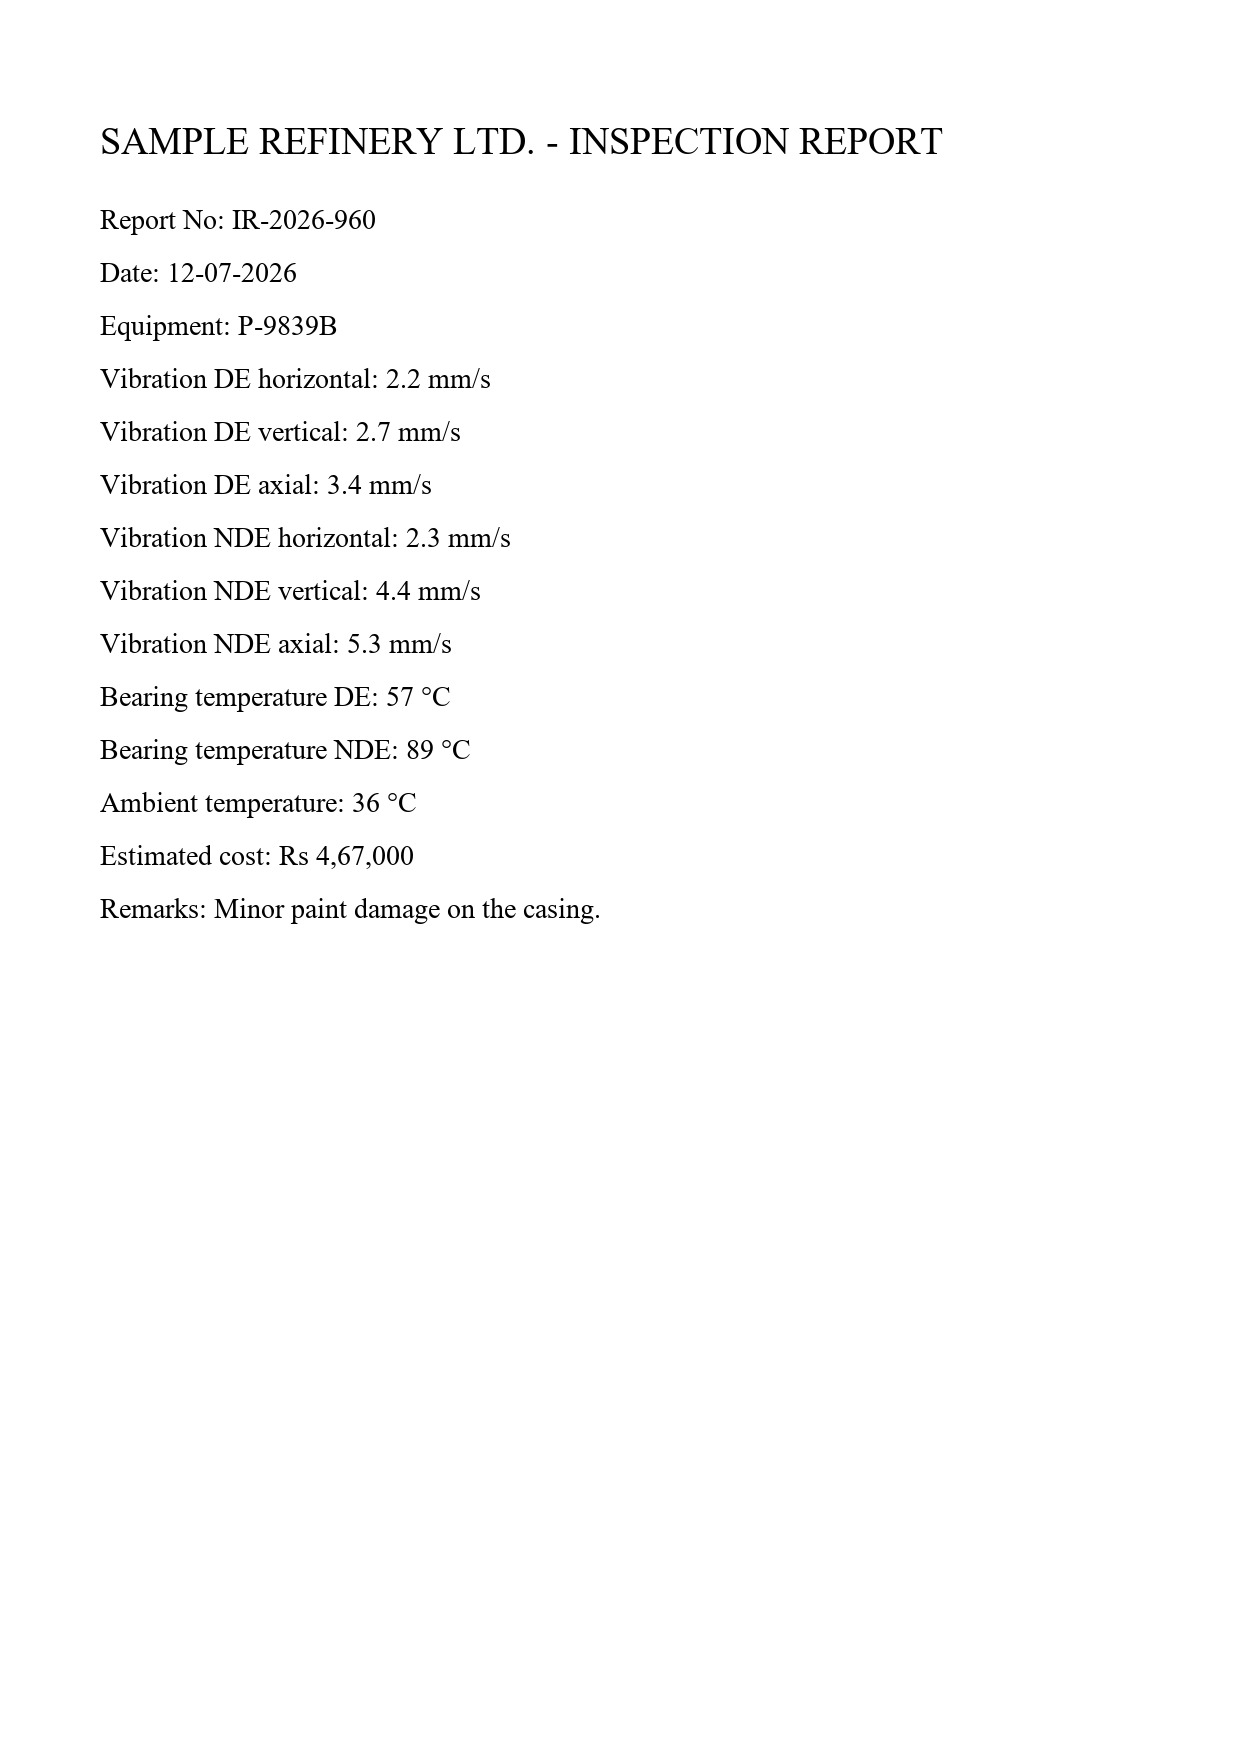 SAMPLE REFINERY LTD. - INSPECTION REPORT
Report No: IR-2026-960
Date: 12-07-2026
Equipment: P-9839B
Vibration DE horizontal: 2.2 mm/s
Vibration DE vertical: 2.7 mm/s
Vibration DE axial: 3.4 mm/s
Vibration NDE horizontal: 2.3 mm/s
Vibration NDE vertical: 4.4 mm/s
Vibration NDE axial: 5.3 mm/s
Bearing temperature DE: 57 °C
Bearing temperature NDE: 89 °C
Ambient temperature: 36 °C
Estimated cost: Rs 4,67,000
Remarks: Minor paint damage on the casing.